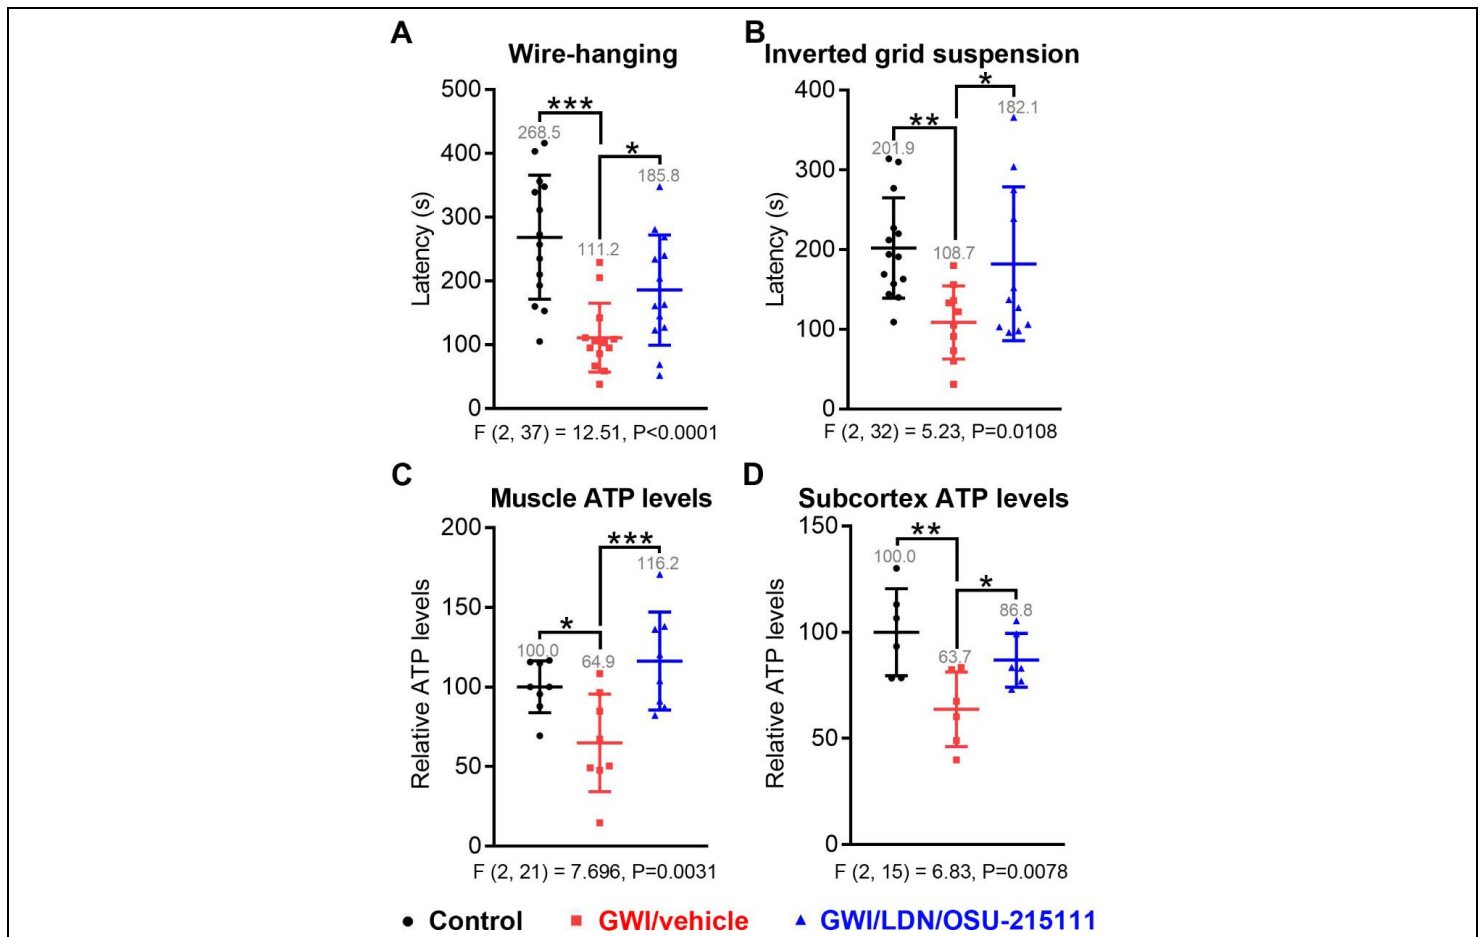 A
Wire-hanging
500
400
300
200
100
0
Latency (s)
***
*
268.5
111.2
185.8
F (2, 37) = 12.51, P<0.0001
B
Inverted grid suspension
400
300
200
100
0
Latency (s)
**
*
201.9
108.7
182.1
F (2, 32) = 5.23, P=0.0108
C
Muscle ATP levels
200
150
100
50
0
Relative ATP levels
*
***
100.0
64.9
116.2
F (2, 21) = 7.696, P=0.0031
D
Subcortex ATP levels
150
100
50
0
Relative ATP levels
**
*
100.0
63.7
86.8
F (2, 15) = 6.83, P=0.0078
Control
GWI/vehicle
GWI/LDN/OSU-215111